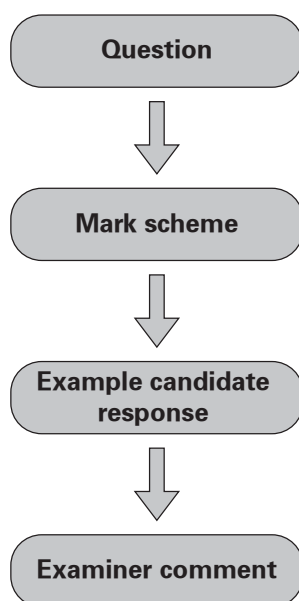 Question
Mark scheme
Example candidate
response
Examiner comment